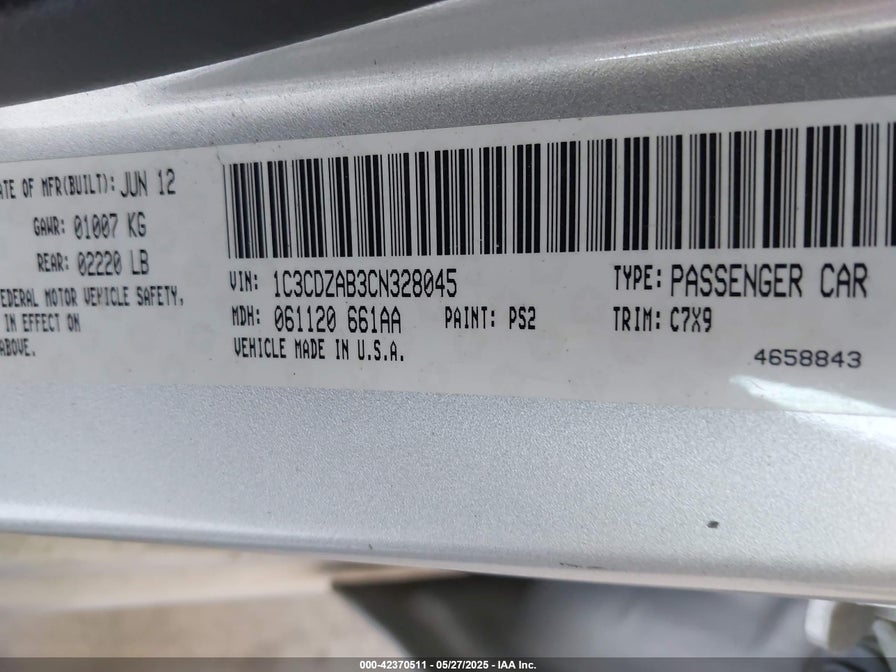 ATE OF MFR(BUILT): JUN 12
GAWR: 01007 KG
REAR: 02220 LB
FEDERAL MOTOR VEHICLE SAFETY,
IN EFFECT ON
ABOVE.
VIN: 1C3CDZAB3CN328045
TYPE: PASSENGER CAR
MDH: 061120 661AA
PAINT: PS2
TRIM: C7X9
VEHICLE MADE IN U.S.A.
4658843
000-42370511 - 05/27/2025 - IAA Inc.